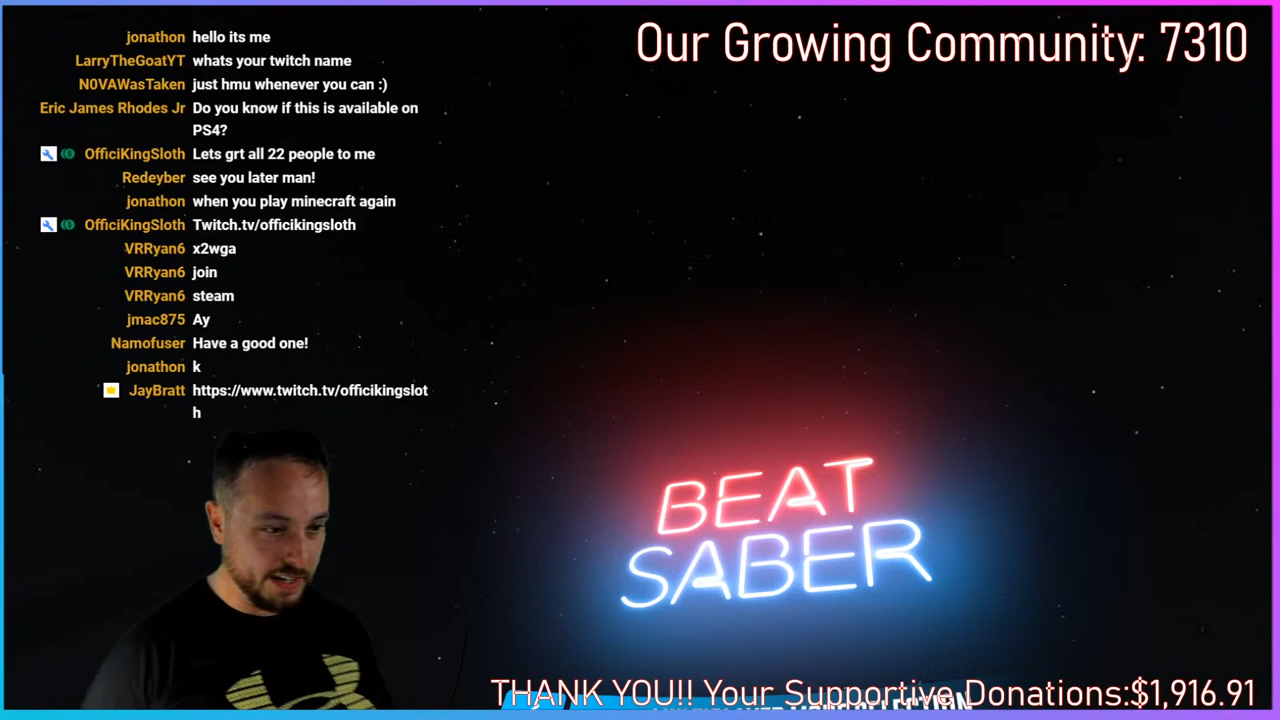 Our Growing Community: 7310
jonathon hello its me
LarryTheGoatYT whats your twitch name
N0VAWasTaken just hmu whenever you can :)
Eric James Rhodes Jr Do you know if this is available on
PS4?
OfficiKingSloth Lets grt all 22 people to me
Redeyber see you later man!
jonathon when you play minecraft again
OfficiKingSloth Twitch.tv/officikingsloth
VRRyan6 x2wga
VRRyan6 join
VRRyan6 steam
jmac875 Ay
Namofuser Have a good one!
jonathon k
JayBratt https://www.twitch.tv/officikingslot
h
BEAT
SABER
THANK YOU!! Your Supportive Donations:$1,916.91